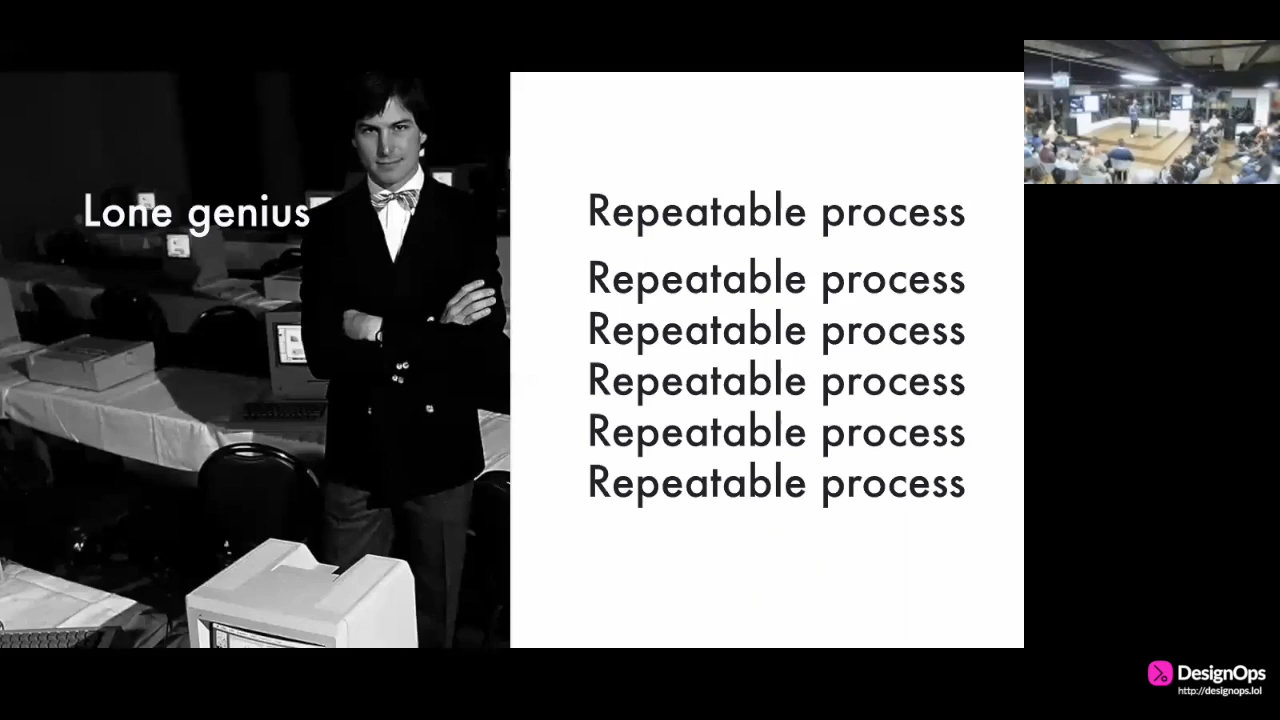 Lone genius
Repeatable process
Repeatable process
Repeatable process
Repeatable process
Repeatable process
Repeatable process
DesignOps
http://designops.lol